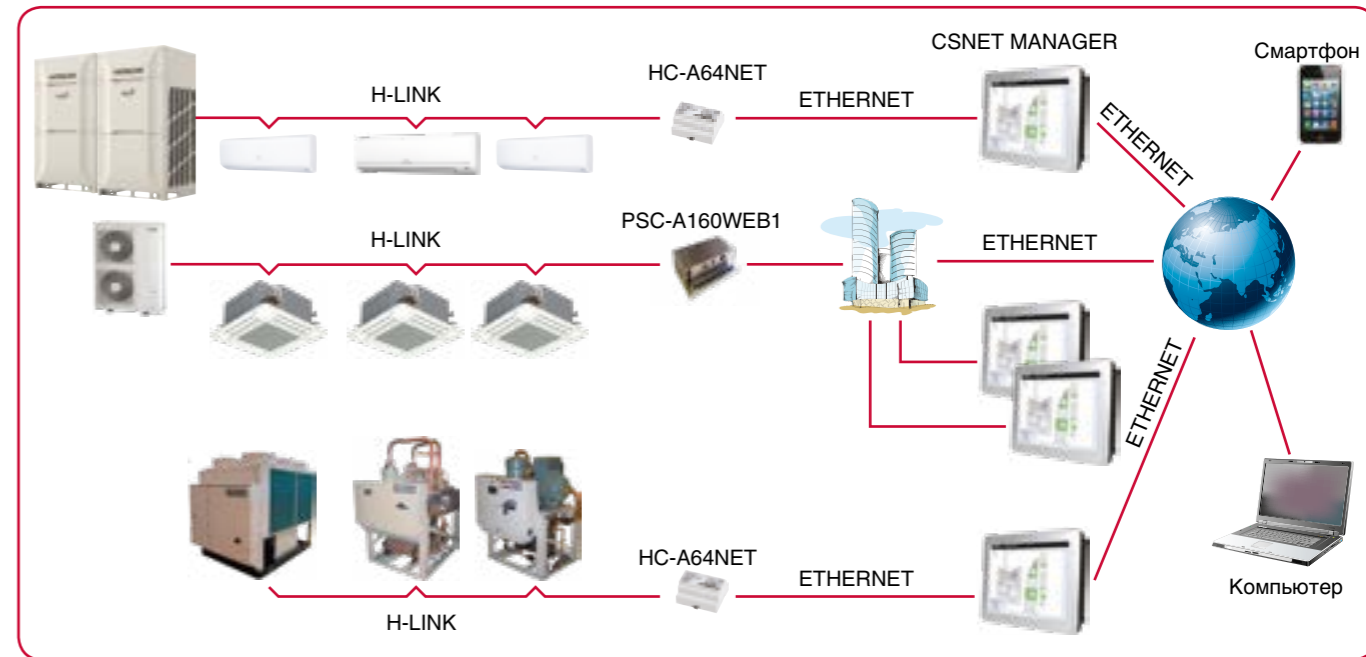 CSNET MANAGER
Смартфон
HC-A64NET
H-LINK
ETHERNET
ETHERNET
PSC-A160WEB1
H-LINK
ETHERNET
ETHERNET
HC-A64NET
ETHERNET
Компьютер
H-LINK